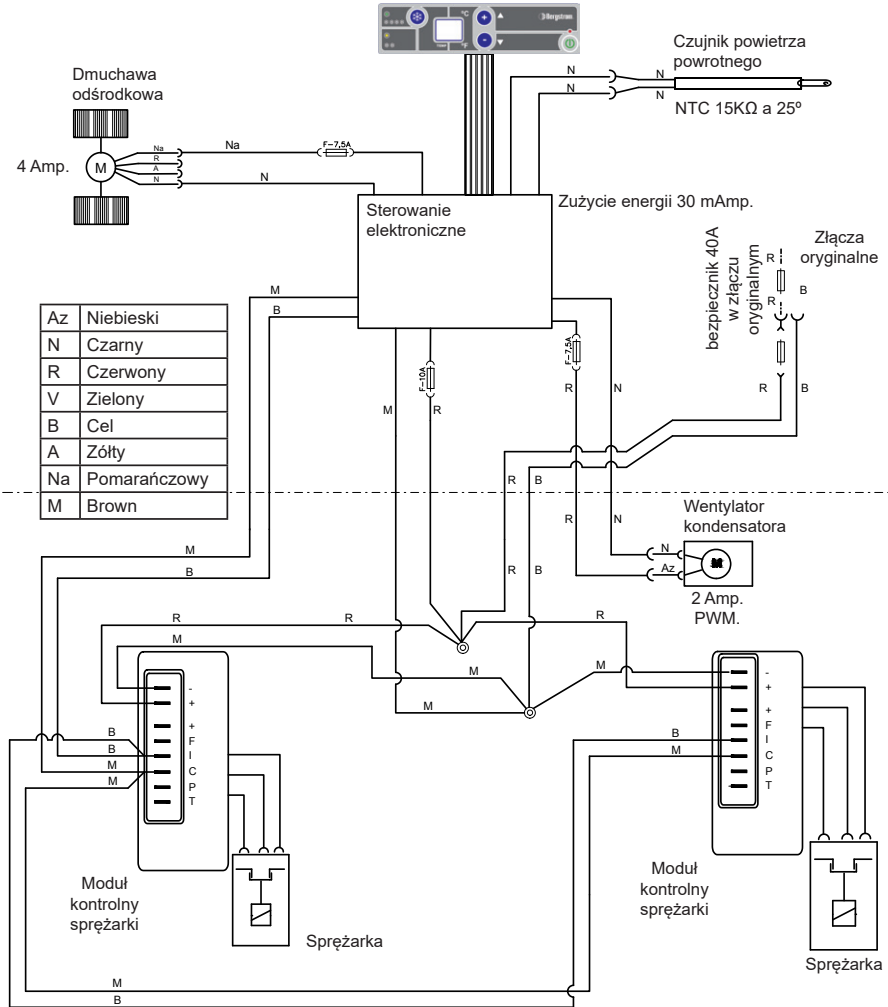 °C
°F
Bergstrom
Czujnik powietrza
powrotnego
NTC 15KΩ a 25º
N
N
N
N
Dmuchawa
odśrodkowa
4 Amp.
M
Na
R
A
N
Na
F-7,5A
N
Sterowanie
elektroniczne
Zużycie energii 30 mAmp.
bezpiecznik 40A
w złączu
oryginalnym
Złącza
oryginalne
R
R
B
R
B
M
B
Az Niebieski
N Czarny
R Czerwony
V Zielony
B Cel
A Zółty
Na Pomarańczowy
M Brown
F-10A
F-7,5A
M
R
R
N
R
B
R
N
Wentylator
kondensatora
N
Az
M
2 Amp.
PWM.
M
B
R
B
R
R
R
M
M
M
M
-
+
+
F
I
C
P
T
B
B
M
M
-
+
+
F
I
C
P
T
B
M
Moduł
kontrolny
sprężarki
Sprężarka
Moduł
kontrolny
sprężarki
Sprężarka
M
B